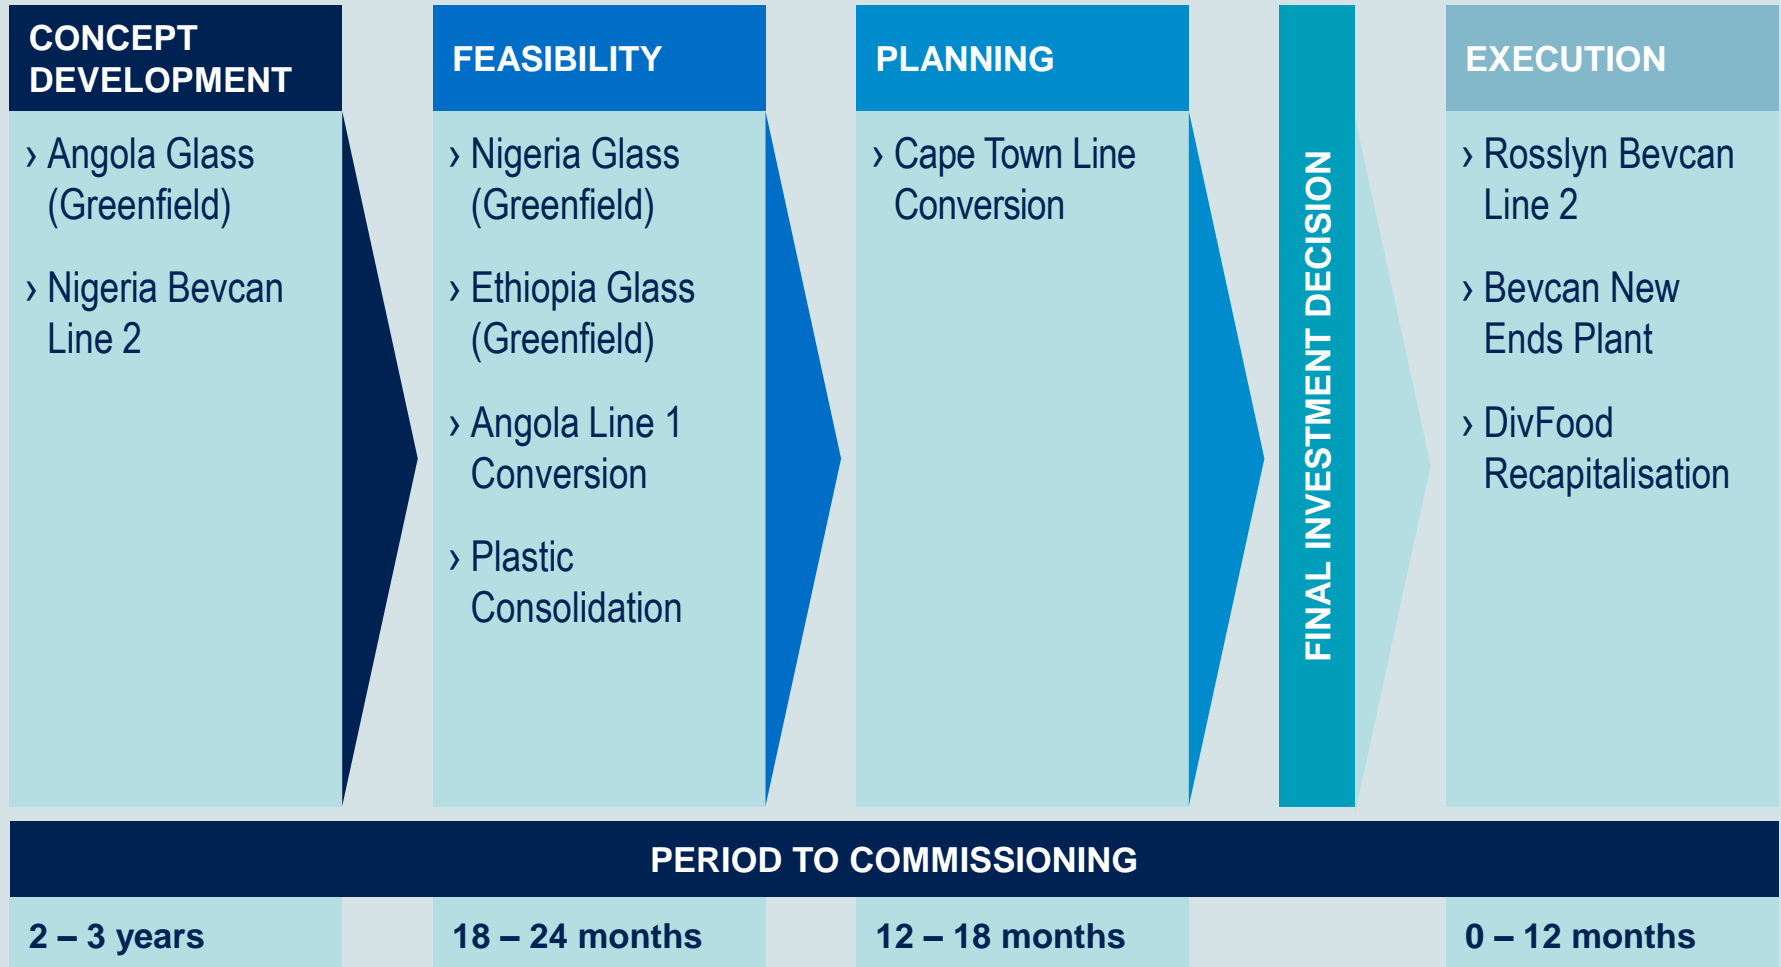 CONCEPT
DEVELOPMENT
› Angola Glass
(Greenfield)
› Nigeria Bevcan
Line 2
FEASIBILITY
› Nigeria Glass
(Greenfield)
› Ethiopia Glass
(Greenfield)
› Angola Line 1
Conversion
› Plastic
Consolidation
PLANNING
› Cape Town Line
Conversion
FINAL INVESTMENT DECISION
EXECUTION
› Rosslyn Bevcan
Line 2
› Bevcan New
Ends Plant
› DivFood
Recapitalisation
PERIOD TO COMMISSIONING
2 – 3 years
18 – 24 months
12 – 18 months
0 – 12 months